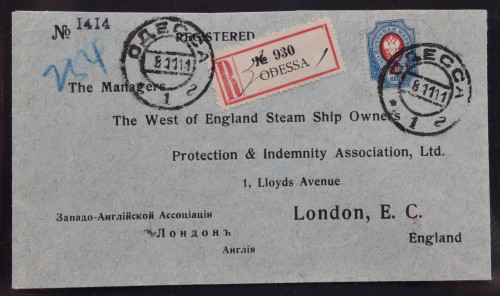 № 1414
REGISTERED
ОДЕССА
8 11 11
1 г
R
№ 930
ODESSA
ОДЕССА
8 11 11
1 г
The Managers
The West of England Steam Ship Owners
Protection & Indemnity Association, Ltd.
1, Lloyds Avenue
London, E. C.
England
Западо-Англійской Ассоціаціи
Лондонъ
Англія